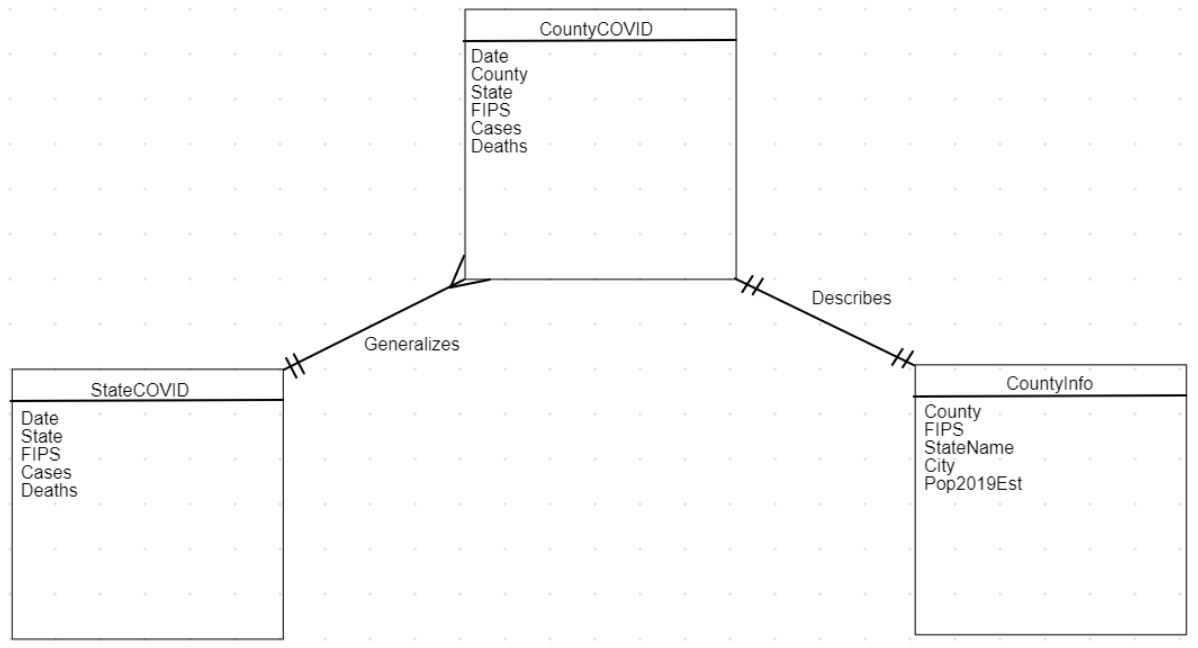 CountyCOVID
Date
County
State
FIPS
Cases
Deaths
Describes
Generalizes
StateCOVID
Date
State
FIPS
Cases
Deaths
CountyInfo
County
FIPS
StateName
City
Pop2019Est